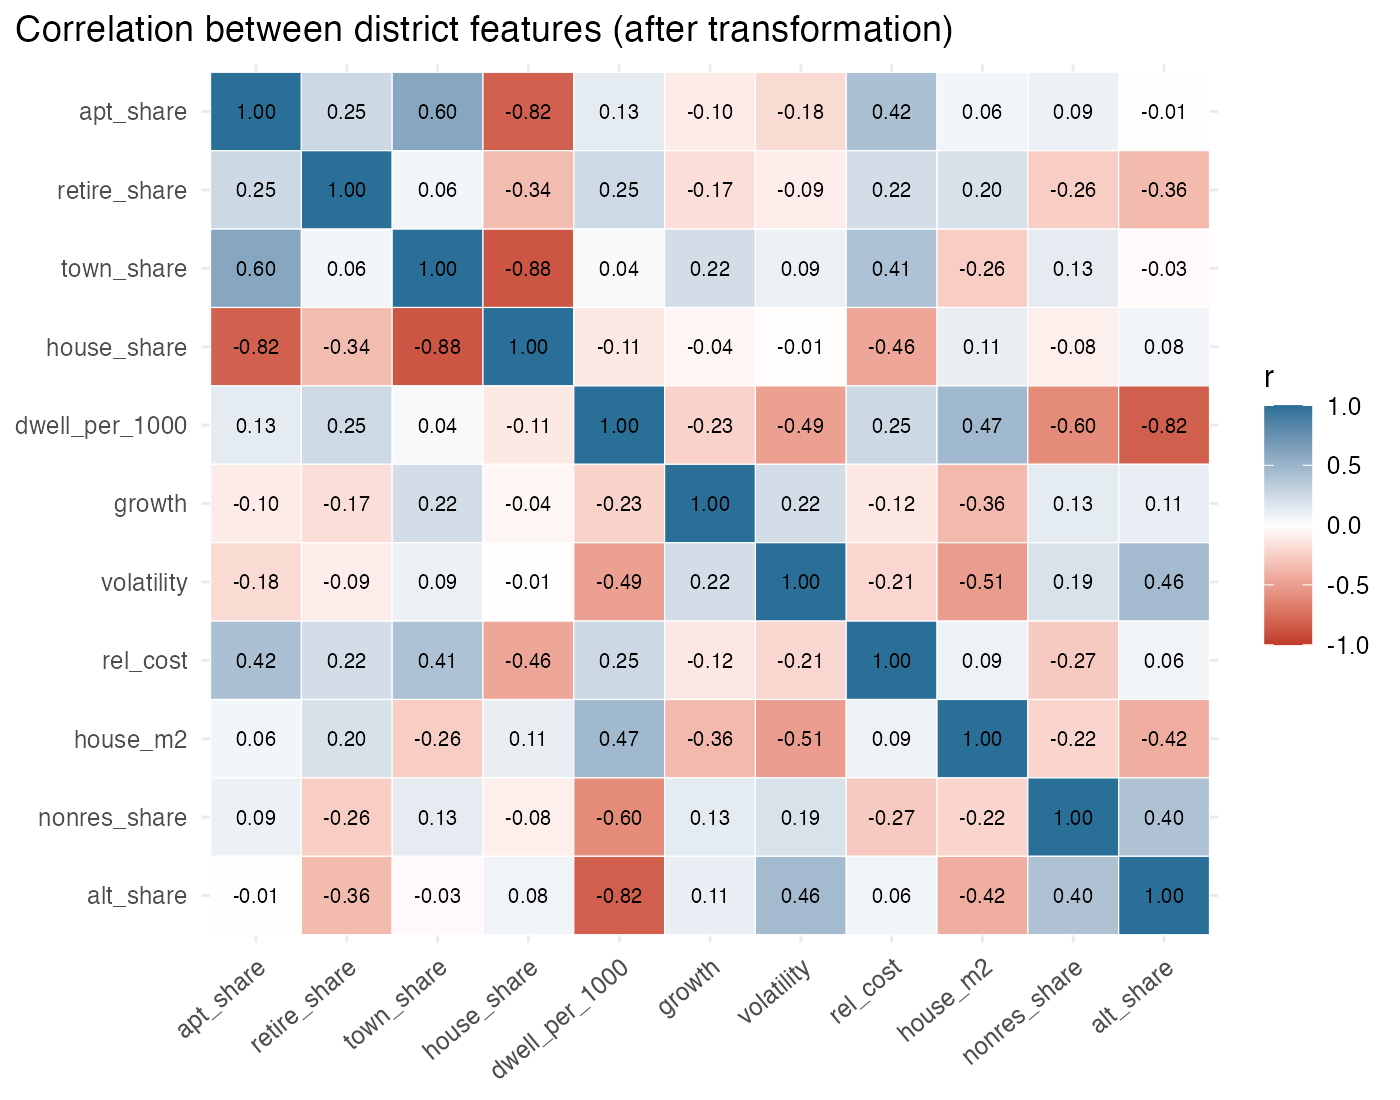 Correlation between district features (after transformation)
apt_share 1.00 0.25 0.60 -0.82 0.13 -0.10 -0.18 0.42 0.06 0.09 -0.01
retire_share 0.25 1.00 0.06 -0.34 0.25 -0.17 -0.09 0.22 0.20 -0.26 -0.36
town_share 0.60 0.06 1.00 -0.88 0.04 0.22 0.09 0.41 -0.26 0.13 -0.03
house_share -0.82 -0.34 -0.88 1.00 -0.11 -0.04 -0.01 -0.46 0.11 -0.08 0.08
dwell_per_1000 0.13 0.25 0.04 -0.11 1.00 -0.23 -0.49 0.25 0.47 -0.60 -0.82
growth -0.10 -0.17 0.22 -0.04 -0.23 1.00 0.22 -0.12 -0.36 0.13 0.11
volatility -0.18 -0.09 0.09 -0.01 -0.49 0.22 1.00 -0.21 -0.51 0.19 0.46
rel_cost 0.42 0.22 0.41 -0.46 0.25 -0.12 -0.21 1.00 0.09 -0.27 0.06
house_m2 0.06 0.20 -0.26 0.11 0.47 -0.36 -0.51 0.09 1.00 -0.22 -0.42
nonres_share 0.09 -0.26 0.13 -0.08 -0.60 0.13 0.19 -0.27 -0.22 1.00 0.40
alt_share -0.01 -0.36 -0.03 0.08 -0.82 0.11 0.46 0.06 -0.42 0.40 1.00
apt_share retire_share town_share house_share dwell_per_1000 growth volatility rel_cost house_m2 nonres_share alt_share
r
1.0
0.5
0.0
-0.5
-1.0